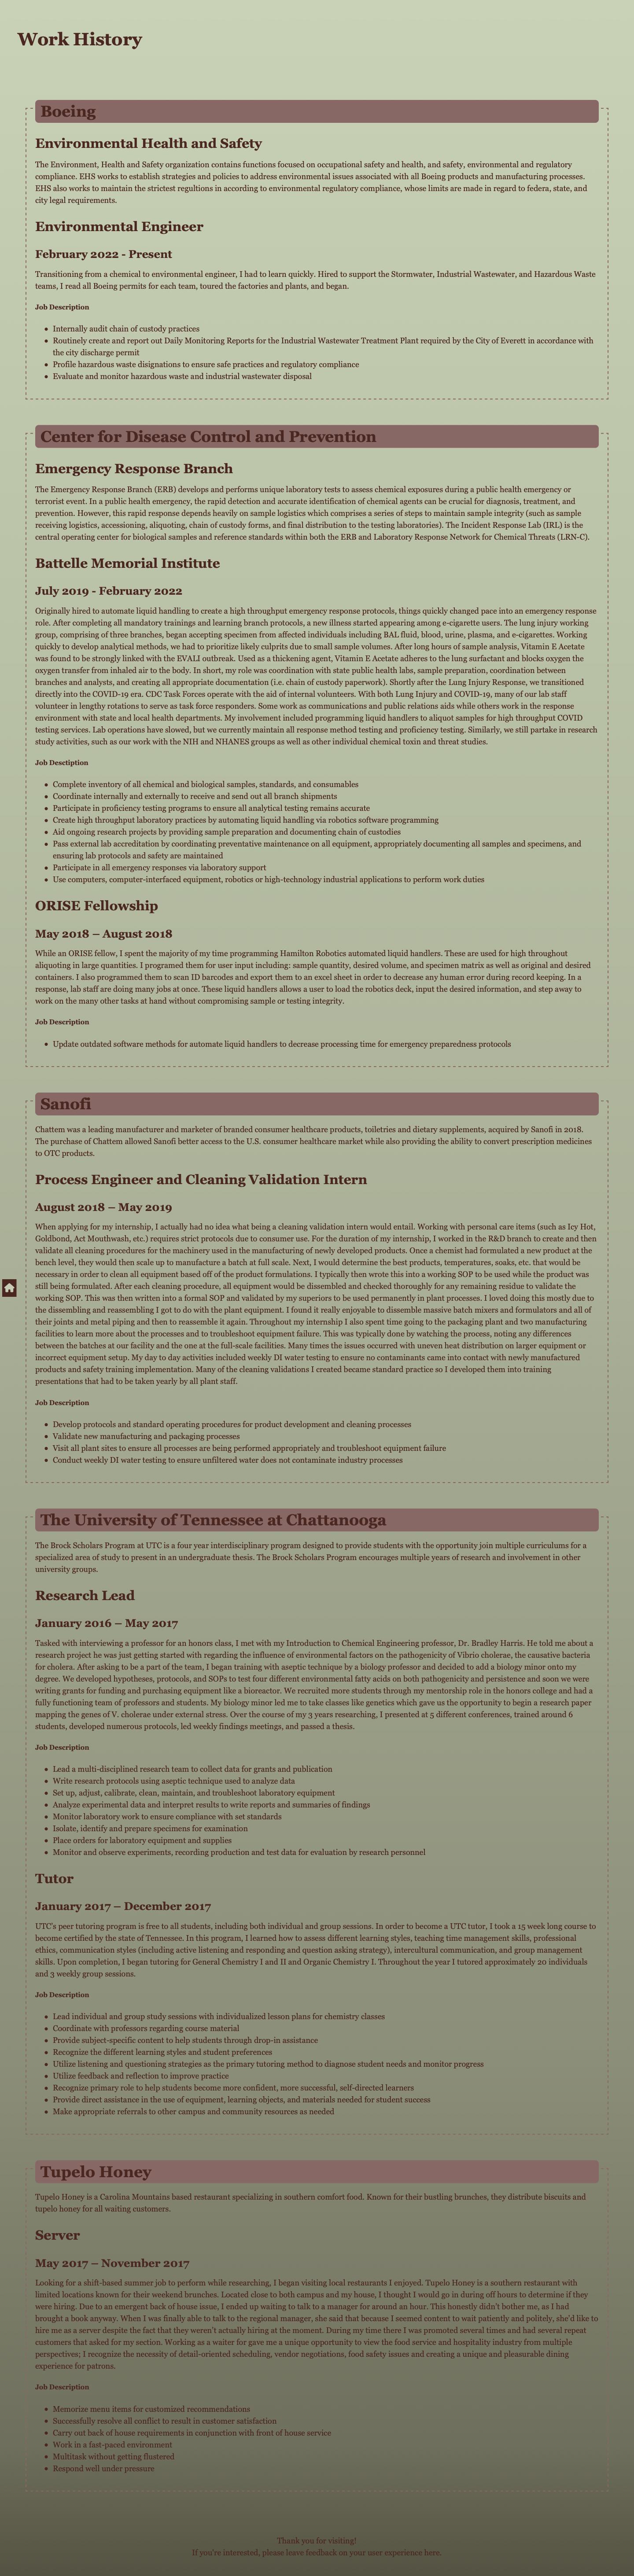 Work History
Boeing
Environmental Health and Safety
The Environment, Health and Safety organization contains functions focused on occupational safety and health, and safety, environmental and regulatory
compliance. EHS works to establish strategies and policies to address environmental issues associated with all Boeing products and manufacturing processes.
EHS also works to maintain the strictest regultions in according to environmental regulatory compliance, whose limits are made in regard to federa, state, and
city legal requirements.
Environmental Engineer
February 2022 - Present
Transitioning from a chemical to environmental engineer, I had to learn quickly. Hired to support the Stormwater, Industrial Wastewater, and Hazardous Waste
teams, I read all Boeing permits for each team, toured the factories and plants, and began.
Job Description
• Internally audit chain of custody practices
• Routinely create and report out Daily Monitoring Reports for the Industrial Wastewater Treatment Plant required by the City of Everett in accordance with
the city discharge permit
• Profile hazardous waste disignations to ensure safe practices and regulatory compliance
• Evaluate and monitor hazardous waste and industrial wastewater disposal
Center for Disease Control and Prevention
Emergency Response Branch
The Emergency Response Branch (ERB) develops and performs unique laboratory tests to assess chemical exposures during a public health emergency or
terrorist event. In a public health emergency, the rapid detection and accurate identification of chemical agents can be crucial for diagnosis, treatment, and
prevention. However, this rapid response depends heavily on sample logistics which comprises a series of steps to maintain sample integrity (such as sample
receiving logistics, accessioning, aliquoting, chain of custody forms, and final distribution to the testing laboratories). The Incident Response Lab (IRL) is the
central operating center for biological samples and reference standards within both the ERB and Laboratory Response Network for Chemical Threats (LRN-C).
Battelle Memorial Institute
July 2019 - February 2022
Originally hired to automate liquid handling to create a high throughput emergency response protocols, things quickly changed pace into an emergency response
role. After completing all mandatory trainings and learning branch protocols, a new illness started appearing among e-cigarette users. The lung injury working
group, comprising of three branches, began accepting specimen from affected individuals including BAL fluid, blood, urine, plasma, and e-cigarettes. Working
quickly to develop analytical methods, we had to prioritize likely culprits due to small sample volumes. After long hours of sample analysis, Vitamin E Acetate
was found to be strongly linked with the EVALI outbreak. Used as a thickening agent, Vitamin E Acetate adheres to the lung surfactant and blocks oxygen the
oxygen transfer from inhaled air to the body. In short, my role was coordination with state public health labs, sample preparation, coordination between
branches and analysts, and creating all appropriate documentation (i.e. chain of custody paperwork). Shortly after the Lung Injury Response, we transitioned
directly into the COVID-19 era. CDC Task Forces operate with the aid of internal volunteers. With both Lung Injury and COVID-19, many of our lab staff
volunteer in lengthy rotations to serve as task force responders. Some work as communications and public relations aids while others work in the response
environment with state and local health departments. My involvement included programming liquid handlers to aliquot samples for high throughput COVID
testing services. Lab operations have slowed, but we currently maintain all response method testing and proficiency testing. Similarly, we still partake in research
study activities, such as our work with the NIH and NHANES groups as well as other individual chemical toxin and threat studies.
Job Desctiption
• Complete inventory of all chemical and biological samples, standards, and consumables
• Coordinate internally and externally to receive and send out all branch shipments
• Participate in proficiency testing programs to ensure all analytical testing remains accurate
• Create high throughput laboratory practices by automating liquid handling via robotics software programming
• Aid ongoing research projects by providing sample preparation and documenting chain of custodies
• Pass external lab accreditation by coordinating preventative maintenance on all equipment, appropriately documenting all samples and specimens, and
ensuring lab protocols and safety are maintained
• Participate in all emergency responses via laboratory support
• Use computers, computer-interfaced equipment, robotics or high-technology industrial applications to perform work duties
ORISE Fellowship
May 2018 – August 2018
While an ORISE fellow, I spent the majority of my time programming Hamilton Robotics automated liquid handlers. These are used for high throughout
aliquoting in large quantities. I programed them for user input including: sample quantity, desired volume, and specimen matrix as well as original and desired
containers. I also programmed them to scan ID barcodes and export them to an excel sheet in order to decrease any human error during record keeping. In a
response, lab staff are doing many jobs at once. These liquid handlers allows a user to load the robotics deck, input the desired information, and step away to
work on the many other tasks at hand without compromising sample or testing integrity.
Job Description
• Update outdated software methods for automate liquid handlers to decrease processing time for emergency preparedness protocols
Sanofi
Chattem was a leading manufacturer and marketer of branded consumer healthcare products, toiletries and dietary supplements, acquired by Sanofi in 2018.
The purchase of Chattem allowed Sanofi better access to the U.S. consumer healthcare market while also providing the ability to convert prescription medicines
to OTC products.
Process Engineer and Cleaning Validation Intern
August 2018 – May 2019
When applying for my internship, I actually had no idea what being a cleaning validation intern would entail. Working with personal care items (such as Icy Hot,
Goldbond, Act Mouthwash, etc.) requires strict protocols due to consumer use. For the duration of my internship, I worked in the R&D branch to create and then
validate all cleaning procedures for the machinery used in the manufacturing of newly developed products. Once a chemist had formulated a new product at the
bench level, they would then scale up to manufacture a batch at full scale. Next, I would determine the best products, temperatures, soaks, etc. that would be
necessary in order to clean all equipment based off of the product formulations. I typically then wrote this into a working SOP to be used while the product was
still being formulated. After each cleaning procedure, all equipment would be dissembled and checked thoroughly for any remaining residue to validate the
working SOP. This was then written into a formal SOP and validated by my superiors to be used permanently in plant processes. I loved doing this mostly due to
the dissembling and reassembling I got to do with the plant equipment. I found it really enjoyable to dissemble massive batch mixers and formulators and all of
their joints and metal piping and then to reassemble it again. Throughout my internship I also spent time going to the packaging plant and two manufacturing
facilities to learn more about the processes and to troubleshoot equipment failure. This was typically done by watching the process, noting any differences
between the batches at our facility and the one at the full-scale facilities. Many times the issues occurred with uneven heat distribution on larger equipment or
incorrect equipment setup. My day to day activities included weekly DI water testing to ensure no contaminants came into contact with newly manufactured
products and safety training implementation. Many of the cleaning validations I created became standard practice so I developed them into training
presentations that had to be taken yearly by all plant staff.
Job Description
• Develop protocols and standard operating procedures for product development and cleaning processes
• Validate new manufacturing and packaging processes
• Visit all plant sites to ensure all processes are being performed appropriately and troubleshoot equipment failure
• Conduct weekly DI water testing to ensure unfiltered water does not contaminate industry processes
The University of Tennessee at Chattanooga
The Brock Scholars Program at UTC is a four year interdisciplinary program designed to provide students with the opportunity join multiple curriculums for a
specialized area of study to present in an undergraduate thesis. The Brock Scholars Program encourages multiple years of research and involvement in other
university groups.
Research Lead
January 2016 – May 2017
Tasked with interviewing a professor for an honors class, I met with my Introduction to Chemical Engineering professor, Dr. Bradley Harris. He told me about a
research project he was just getting started with regarding the influence of environmental factors on the pathogenicity of Vibrio cholerae, the causative bacteria
for cholera. After asking to be a part of the team, I began training with aseptic technique by a biology professor and decided to add a biology minor onto my
degree. We developed hypotheses, protocols, and SOPs to test four different environmental fatty acids on both pathogenicity and persistence and soon we were
writing grants for funding and purchasing equipment like a bioreactor. We recruited more students through my mentorship role in the honors college and had a
fully functioning team of professors and students. My biology minor led me to take classes like genetics which gave us the opportunity to begin a research paper
mapping the genes of V. cholerae under external stress. Over the course of my 3 years researching, I presented at 5 different conferences, trained around 6
students, developed numerous protocols, led weekly findings meetings, and passed a thesis.
Job Description
• Lead a multi-disciplined research team to collect data for grants and publication
• Write research protocols using aseptic technique used to analyze data
• Set up, adjust, calibrate, clean, maintain, and troubleshoot laboratory equipment
• Analyze experimental data and interpret results to write reports and summaries of findings
• Monitor laboratory work to ensure compliance with set standards
• Isolate, identify and prepare specimens for examination
• Place orders for laboratory equipment and supplies
• Monitor and observe experiments, recording production and test data for evaluation by research personnel
Tutor
January 2017 – December 2017
UTC's peer tutoring program is free to all students, including both individual and group sessions. In order to become a UTC tutor, I took a 15 week long course to
become certified by the state of Tennessee. In this program, I learned how to assess different learning styles, teaching time management skills, professional
ethics, communication styles (including active listening and responding and question asking strategy), intercultural communication, and group management
skills. Upon completion, I began tutoring for General Chemistry I and II and Organic Chemistry I. Throughout the year I tutored approximately 20 individuals
and 3 weekly group sessions.
Job Description
• Lead individual and group study sessions with individualized lesson plans for chemistry classes
• Coordinate with professors regarding course material
• Provide subject-specific content to help students through drop-in assistance
• Recognize the different learning styles and student preferences
• Utilize listening and questioning strategies as the primary tutoring method to diagnose student needs and monitor progress
• Utilize feedback and reflection to improve practice
• Recognize primary role to help students become more confident, more successful, self-directed learners
• Provide direct assistance in the use of equipment, learning objects, and materials needed for student success
• Make appropriate referrals to other campus and community resources as needed
Tupelo Honey
Tupelo Honey is a Carolina Mountains based restaurant specializing in southern comfort food. Known for their bustling brunches, they distribute biscuits and
tupelo honey for all waiting customers.
Server
May 2017 – November 2017
Looking for a shift-based summer job to perform while researching, I began visiting local restaurants I enjoyed. Tupelo Honey is a southern restaurant with
limited locations known for their weekend brunches. Located close to both campus and my house, I thought I would go in during off hours to determine if they
were hiring. Due to an emergent back of house issue, I ended up waiting to talk to a manager for around an hour. This honestly didn't bother me, as I had
brought a book anyway. When I was finally able to talk to the regional manager, she said that because I seemed content to wait patiently and politely, she'd like to
hire me as a server despite the fact that they weren't actually hiring at the moment. During my time there I was promoted several times and had several repeat
customers that asked for my section. Working as a waiter for gave me a unique opportunity to view the food service and hospitality industry from multiple
perspectives; I recognize the necessity of detail-oriented scheduling, vendor negotiations, food safety issues and creating a unique and pleasurable dining
experience for patrons.
Job Description
• Memorize menu items for customized recommendations
• Successfully resolve all conflict to result in customer satisfaction
• Carry out back of house requirements in conjunction with front of house service
• Work in a fast-paced environment
• Multitask without getting flustered
• Respond well under pressure
Thank you for visiting!
If you're interested, please leave feedback on your user experience here.